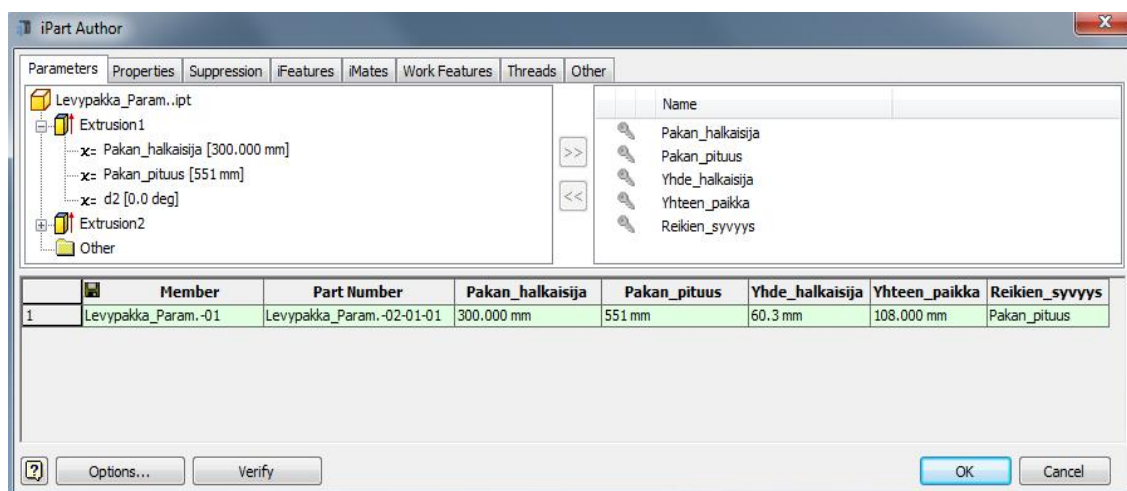 iPart Author
Parameters Properties Suppression iFeatures iMates Work Features Threads Other
Levypakka_Param..ipt
Extrusion1
x= Pakan_halkaisija [300.000 mm]
x= Pakan_pituus [551 mm]
x= d2 [0.0 deg]
Extrusion2
Other
>>
<<
Name
Pakan_halkaisija
Pakan_pituus
Yhde_halkaisija
Yhteen_paikka
Reikien_syvyys
Member Part Number Pakan_halkaisija Pakan_pituus Yhde_halkaisija Yhteen_paikka Reikien_syvyys
1 Levypakka_Param.-01 Levypakka_Param.-02-01-01 300.000 mm 551 mm 60.3 mm 108.000 mm Pakan_pituus
? Options... Verify OK Cancel